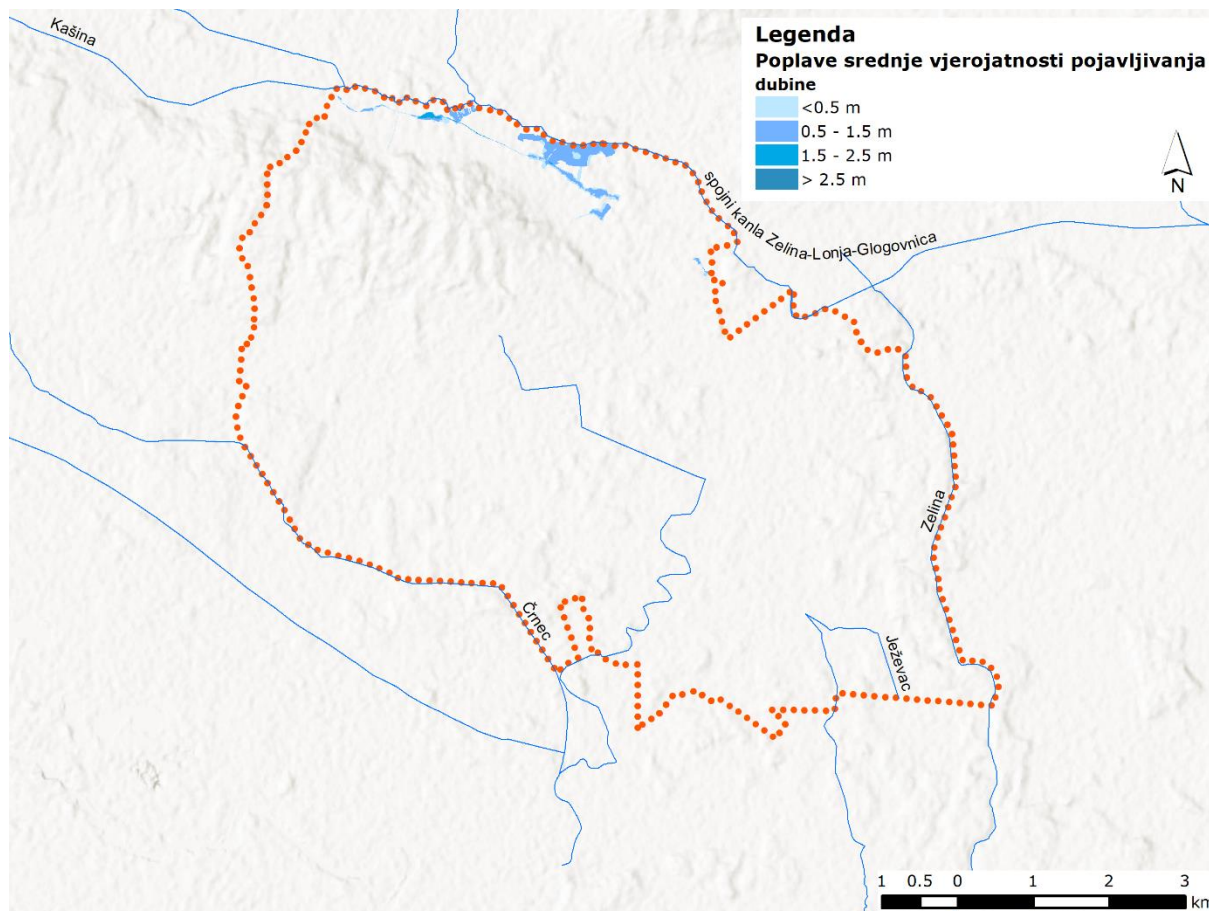 Kašina
Legenda
Poplave srednje vjerojatnosti pojavljivanja
dubine
<0.5 m
0.5 - 1.5 m
1.5 - 2.5 m
> 2.5 m
N
spojni kanla Zelina-Lonja-Glogovnica
Zelina
Črnec
Ježevac
1 0.5 0 1 2 3
km